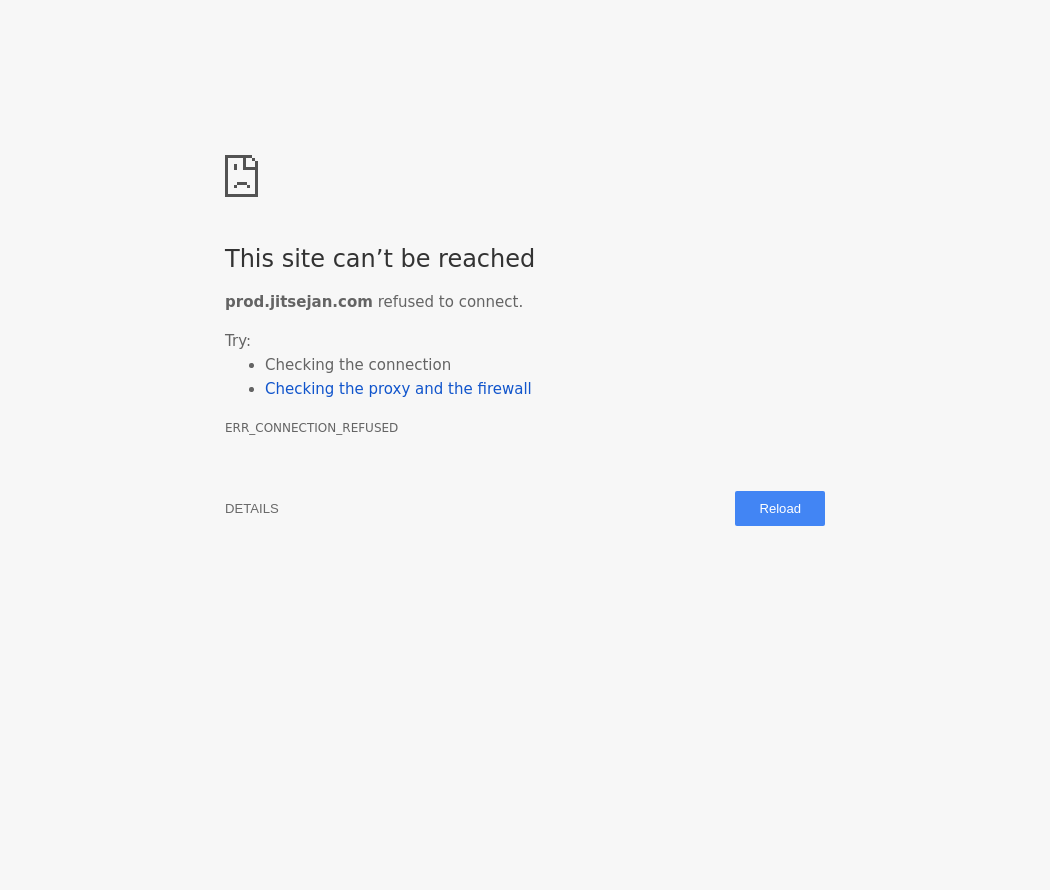 This site can’t be reached
prod.jitsejan.com refused to connect.
Try:
Checking the connection
Checking the proxy and the firewall
ERR_CONNECTION_REFUSED
DETAILS
Reload